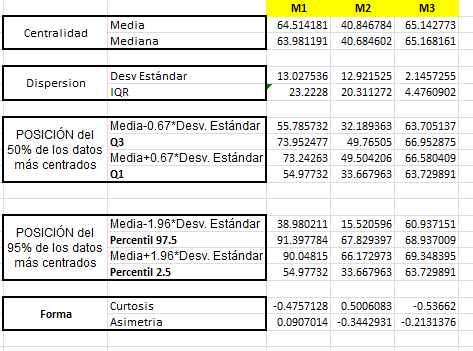 M1 M2 M3
Centralidad Media 64.514181 40.846784 65.142773
Mediana 63.981191 40.684602 65.168161
Dispersion Desv Estándar 13.027536 12.921525 2.1457255
IQR 23.2228 20.311272 4.4760902
POSICIÓN del 50% de los datos más centrados Media-0.67*Desv. Estándar 55.785732 32.189363 63.705137
Q3 73.952477 49.76505 66.952875
Media+0.67*Desv. Estándar 73.24263 49.504206 66.580409
Q1 54.97732 33.667963 63.729891
POSICIÓN del 95% de los datos más centrados Media-1.96*Desv. Estándar 38.980211 15.520596 60.937151
Percentil 97.5 91.397784 67.829397 68.937009
Media+1.96*Desv. Estándar 90.04815 66.172973 69.348395
Percentil 2.5 54.97732 33.667963 63.729891
Forma Curtosis -0.4757128 0.5006083 -0.53662
Asimetria 0.0907014 -0.3442931 -0.2131376